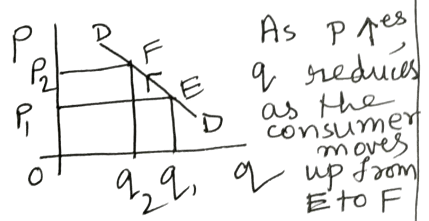 P
D
F
P2
E
P1
D
O
q2 q1 q
As P ↑es
q reduces
as the
consumer
moves
up from
E to F